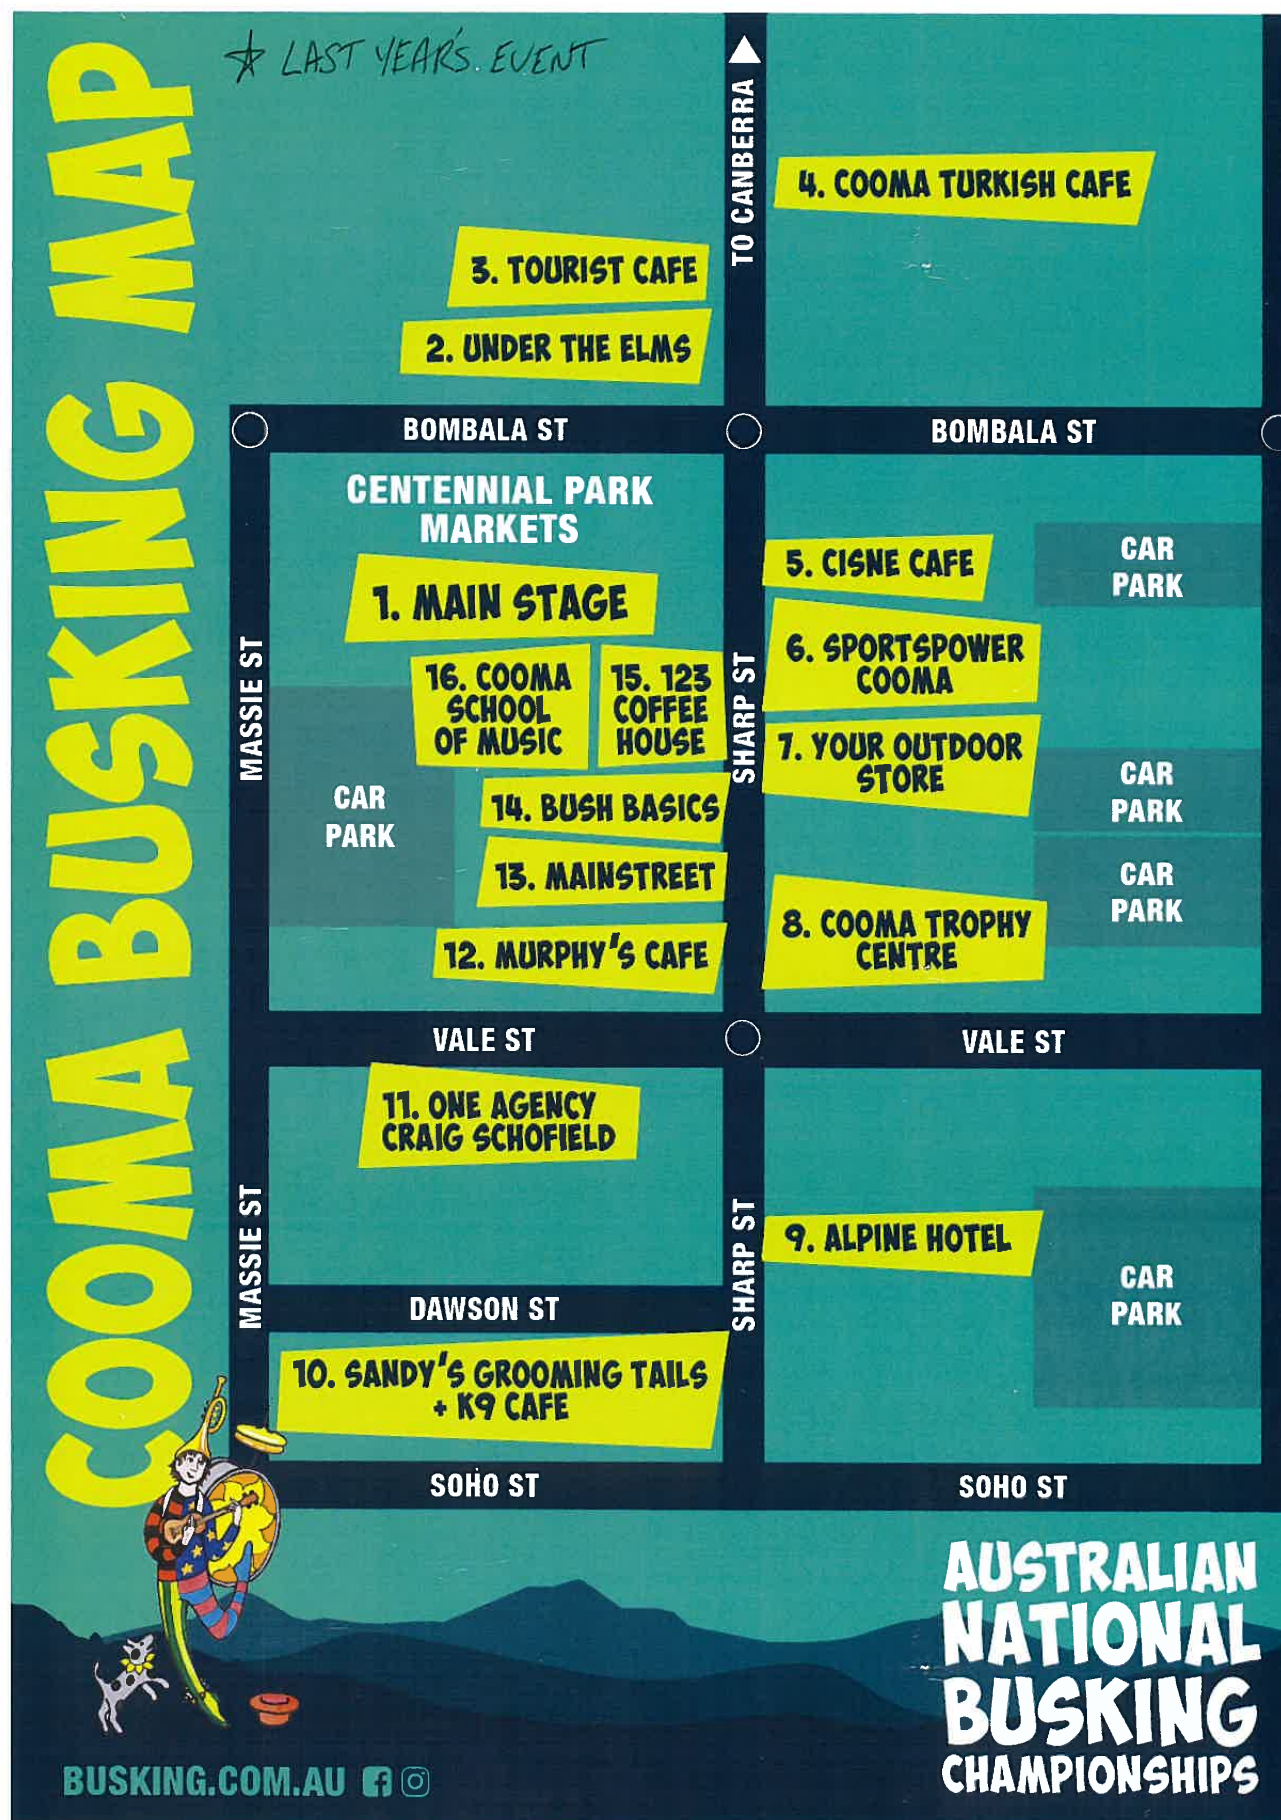 ★ LAST YEAR'S. EVENT
COOMA BUSKING MAP
TO CANBERRA
4. COOMA TURKISH CAFE
3. TOURIST CAFE
2. UNDER THE ELMS
BOMBALA ST
BOMBALA ST
CENTENNIAL PARK
MARKETS
1. MAIN STAGE
16. COOMA
SCHOOL
OF MUSIC
15. 123
COFFEE
HOUSE
MASSIE ST
SHARP ST
5. CISNE CAFE
CAR
PARK
6. SPORTSPOWER
COOMA
7. YOUR OUTDOOR
STORE
CAR
PARK
CAR
PARK
14. BUSH BASICS
13. MAINSTREET
CAR
PARK
12. MURPHY'S CAFE
8. COOMA TROPHY
CENTRE
VALE ST
VALE ST
11. ONE AGENCY
CRAIG SCHOFIELD
MASSIE ST
SHARP ST
9. ALPINE HOTEL
CAR
PARK
DAWSON ST
10. SANDY'S GROOMING TAILS
+ K9 CAFE
SOHO ST
SOHO ST
AUSTRALIAN
NATIONAL
BUSKING
CHAMPIONSHIPS
BUSKING.COM.AU